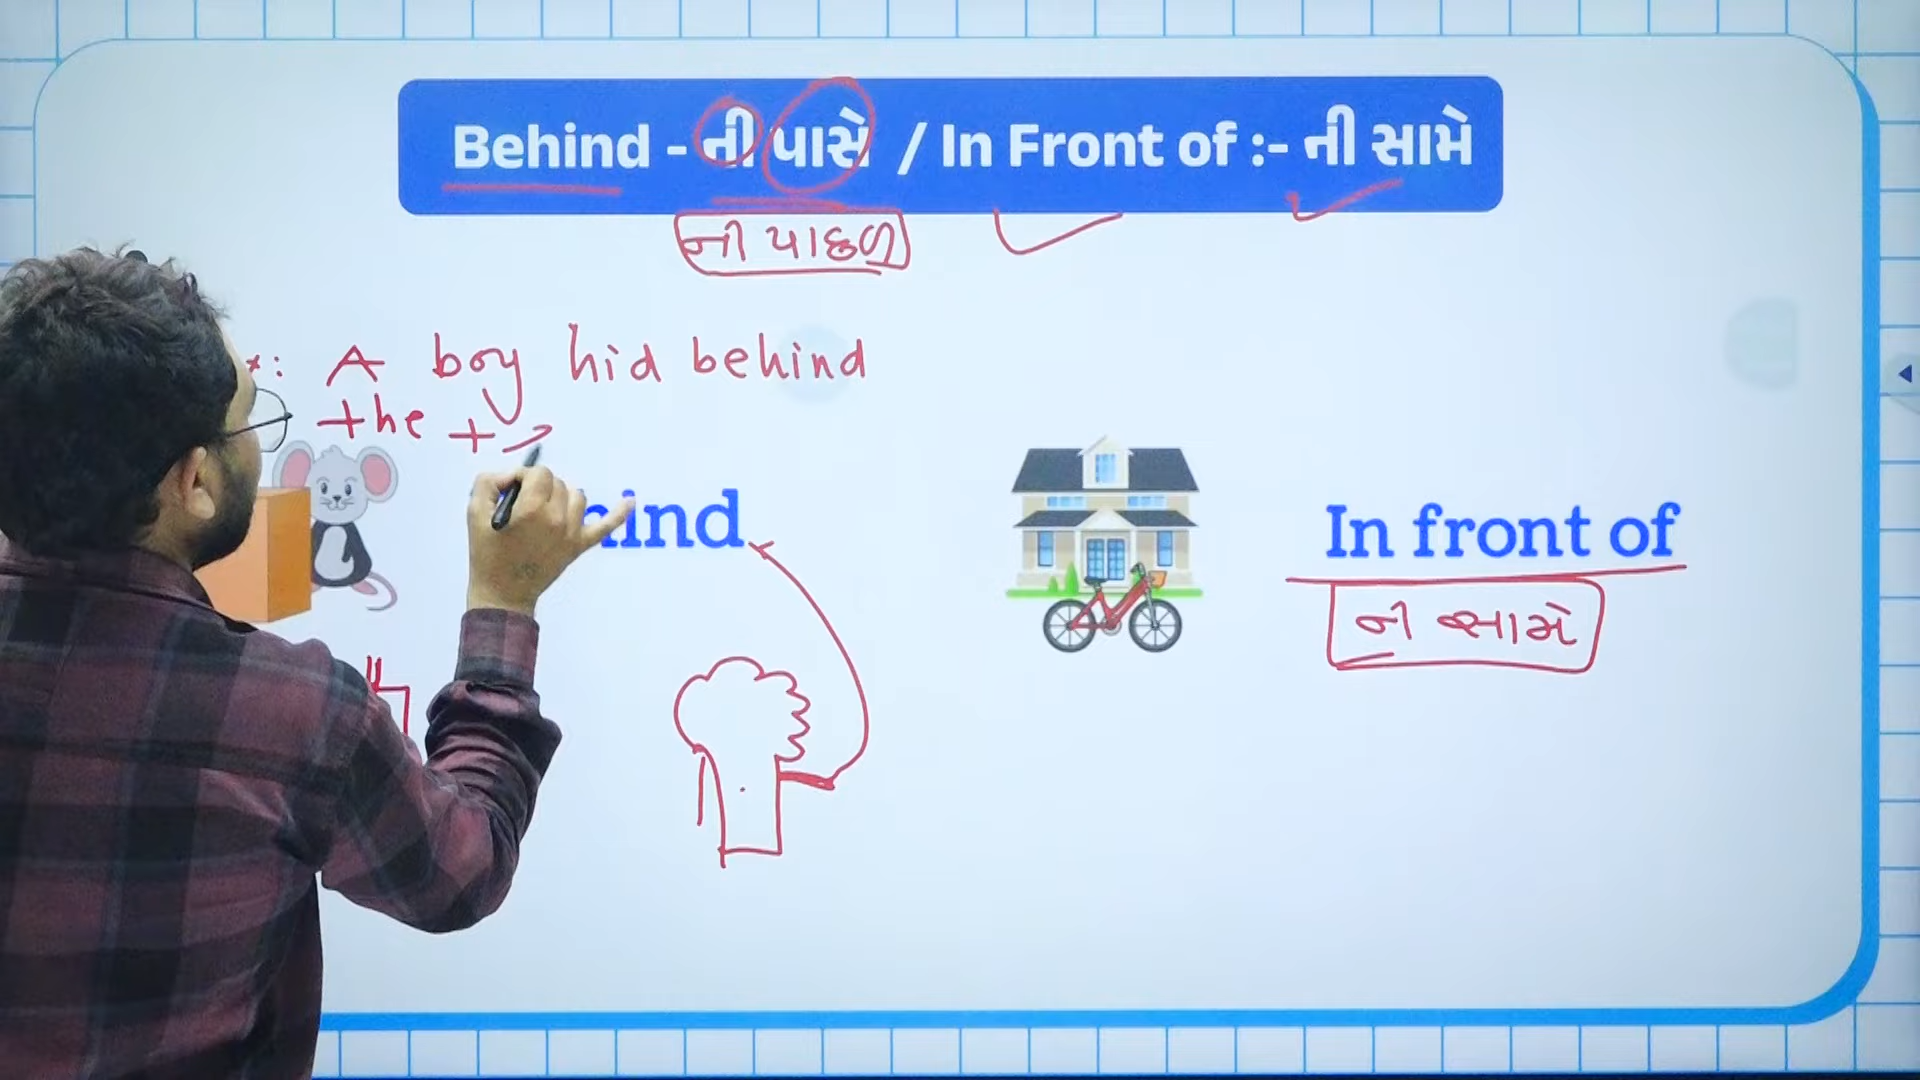 Behind - ની પાસે / In Front of :- ની સામે
ની પાછળ
A boy hid behind
the
hind
In front of
ની સામે